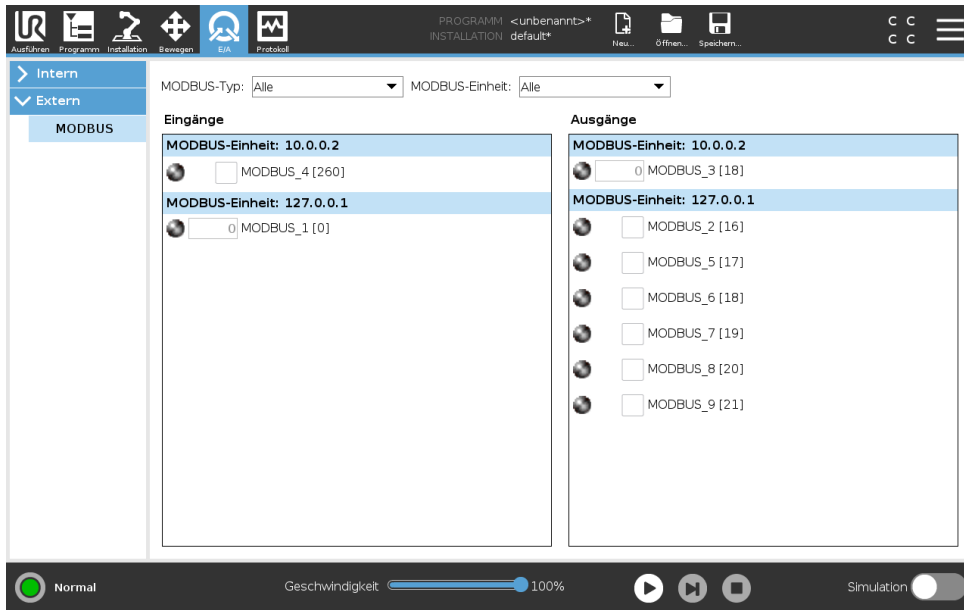 PROGRAMM <unbenannt>*
INSTALLATION default*
C C
C C
Ausführen Programm Installation Bewegen E/A Protokoll Neu... Öffnen... Speichern...
Intern
Extern
MODBUS
MODBUS-Typ: Alle MODBUS-Einheit: Alle
Eingänge
MODBUS-Einheit: 10.0.0.2
MODBUS_4 [260]
MODBUS-Einheit: 127.0.0.1
0 MODBUS_1 [0]
Ausgänge
MODBUS-Einheit: 10.0.0.2
0 MODBUS_3 [18]
MODBUS-Einheit: 127.0.0.1
MODBUS_2 [16]
MODBUS_5 [17]
MODBUS_6 [18]
MODBUS_7 [19]
MODBUS_8 [20]
MODBUS_9 [21]
Normal Geschwindigkeit 100% Simulation